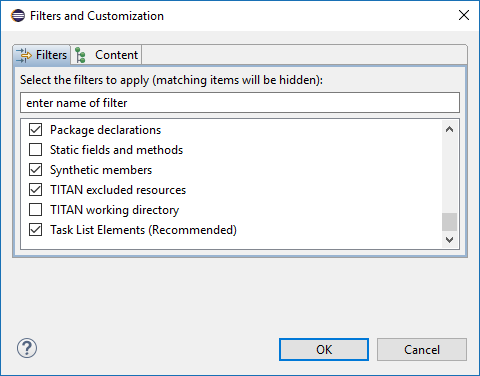 Filters and Customization
Filters Content
Select the filters to apply (matching items will be hidden):
enter name of filter
Package declarations
Static fields and methods
Synthetic members
TITAN excluded resources
TITAN working directory
Task List Elements (Recommended)
? OK Cancel